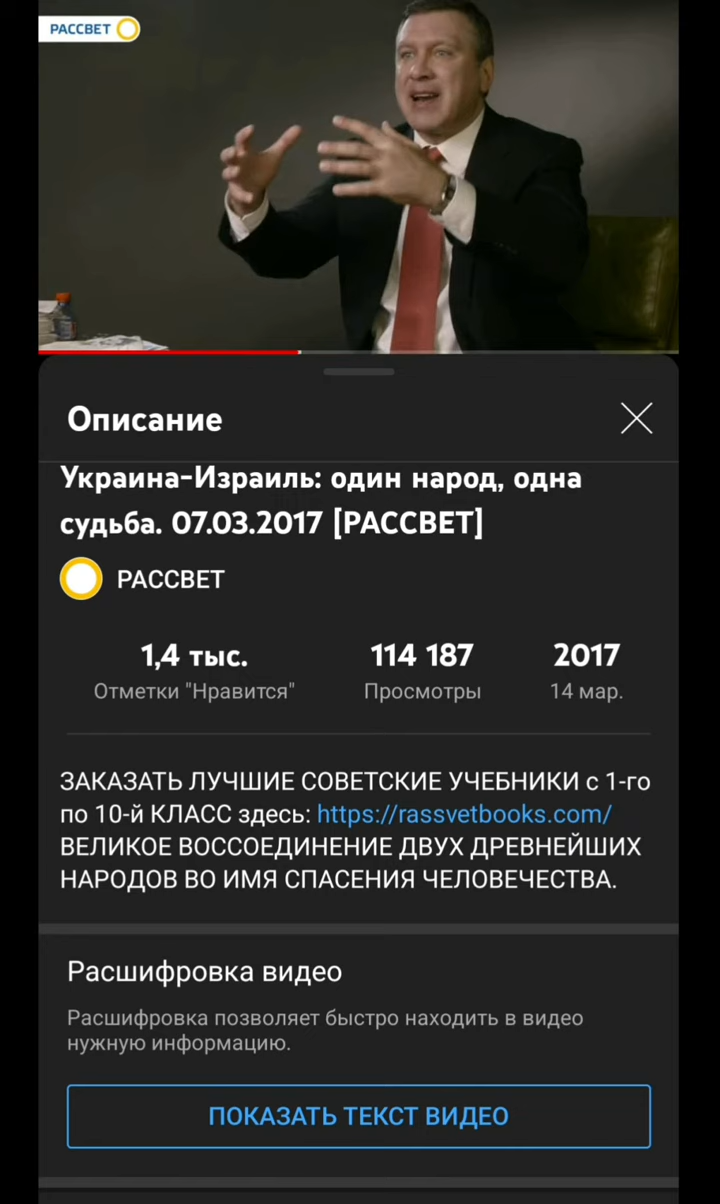 РАССВЕТ
Описание
Украина-Израиль: один народ, одна
судьба. 07.03.2017 [РАССВЕТ]
РАССВЕТ
1,4 тыс. 114 187 2017
Отметки "Нравится" Просмотры 14 мар.
ЗАКАЗАТЬ ЛУЧШИЕ СОВЕТСКИЕ УЧЕБНИКИ с 1-го
по 10-й КЛАСС здесь: https://rassvetbooks.com/
ВЕЛИКОЕ ВОССОЕДИНЕНИЕ ДВУХ ДРЕВНЕЙШИХ
НАРОДОВ ВО ИМЯ СПАСЕНИЯ ЧЕЛОВЕЧЕСТВА.
Расшифровка видео
Расшифровка позволяет быстро находить в видео
нужную информацию.
ПОКАЗАТЬ ТЕКСТ ВИДЕО